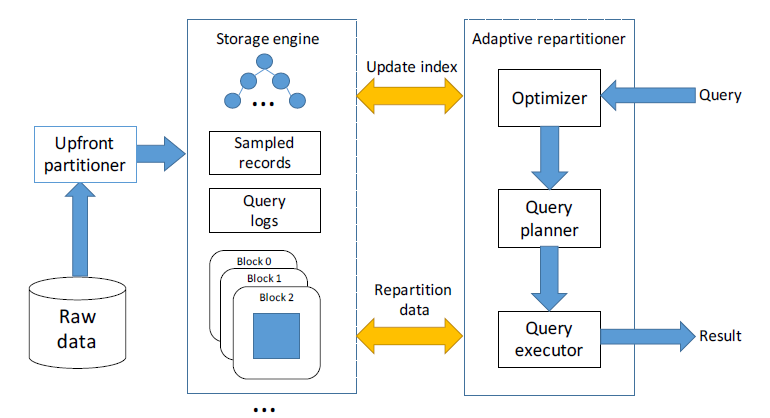 Storage engine
Adaptive repartitioner
Update index
Optimizer
Query
...
Upfront
partitioner
Sampled
records
Query
logs
Query
planner
Block 0
Block 1
Block 2
Repartition
data
Raw
data
Query
executor
Result
...